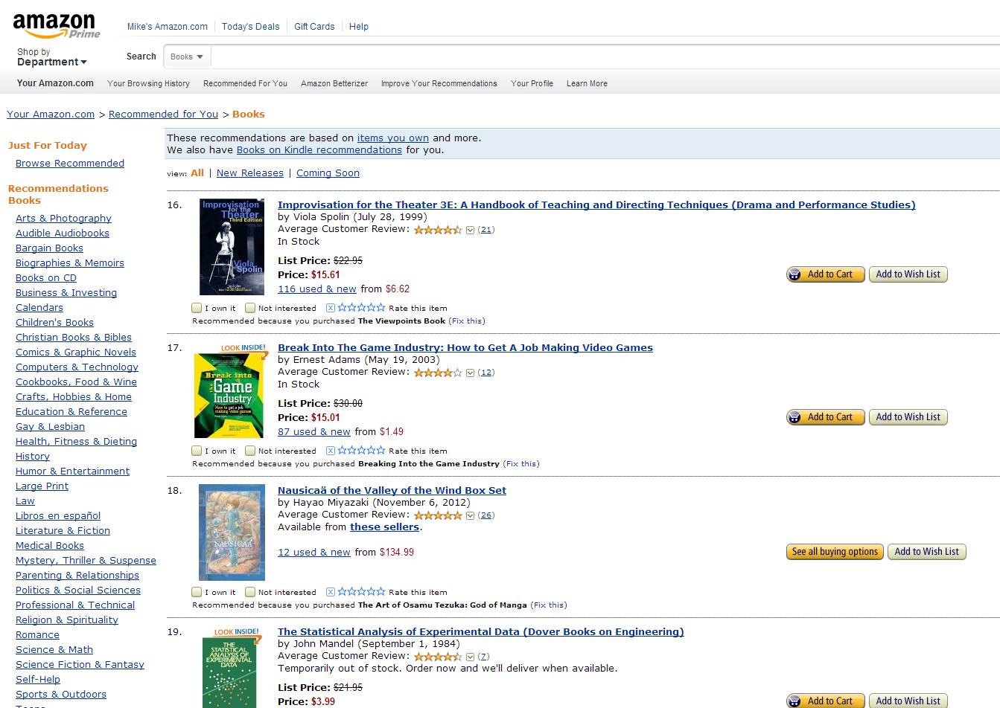 amazon
Prime
Mike's Amazon.com Today's Deals Gift Cards Help
Shop by
Department
Search Books
Your Amazon.com Your Browsing History Recommended For You Amazon Betterizer Improve Your Recommendations Your Profile Learn More
Your Amazon.com > Recommended for You > Books
Just For Today
Browse Recommended
Recommendations
Books
Arts & Photography
Audible Audiobooks
Bargain Books
Biographies & Memoirs
Books on CD
Business & Investing
Calendars
Children's Books
Christian Books & Bibles
Comics & Graphic Novels
Computers & Technology
Cookbooks, Food & Wine
Crafts, Hobbies & Home
Education & Reference
Gay & Lesbian
Health, Fitness & Dieting
History
Humor & Entertainment
Large Print
Law
Libros en español
Literature & Fiction
Medical Books
Mystery, Thriller & Suspense
Parenting & Relationships
Politics & Social Sciences
Professional & Technical
Religion & Spirituality
Romance
Science & Math
Science Fiction & Fantasy
Self-Help
Sports & Outdoors
These recommendations are based on items you own and more.
We also have Books on Kindle recommendations for you.
view: All | New Releases | Coming Soon
16.
Improvisation
for the
Theater
Third Edition
Viola
Spolin
Improvisation for the Theater 3E: A Handbook of Teaching and Directing Techniques (Drama and Performance Studies)
by Viola Spolin (July 28, 1999)
Average Customer Review: (21)
In Stock
List Price: $22.95
Price: $15.61
116 used & new from $6.62
Add to Cart Add to Wish List
I own it Not interested x Rate this item
Recommended because you purchased The Viewpoints Book (Fix this)
17.
LOOK INSIDE!
Break into
the Game
Industry
How to get a job
making video games
Break Into The Game Industry: How to Get A Job Making Video Games
by Ernest Adams (May 19, 2003)
Average Customer Review: (12)
In Stock
List Price: $30.00
Price: $15.01
87 used & new from $1.49
Add to Cart Add to Wish List
I own it Not interested x Rate this item
Recommended because you purchased Breaking Into the Game Industry (Fix this)
18.
NAUSICAÄ
Nausicaä of the Valley of the Wind Box Set
by Hayao Miyazaki (November 6, 2012)
Average Customer Review: (26)
Available from these sellers.
12 used & new from $134.99
See all buying options Add to Wish List
I own it Not interested x Rate this item
Recommended because you purchased The Art of Osamu Tezuka: God of Manga (Fix this)
19.
LOOK INSIDE!
THE
STATISTICAL
ANALYSIS OF
EXPERIMENTAL
DATA
The Statistical Analysis of Experimental Data (Dover Books on Engineering)
by John Mandel (September 1, 1984)
Average Customer Review: (7)
Temporarily out of stock. Order now and we'll deliver when available.
List Price: $21.95
Price: $3.99
Add to Cart Add to Wish List